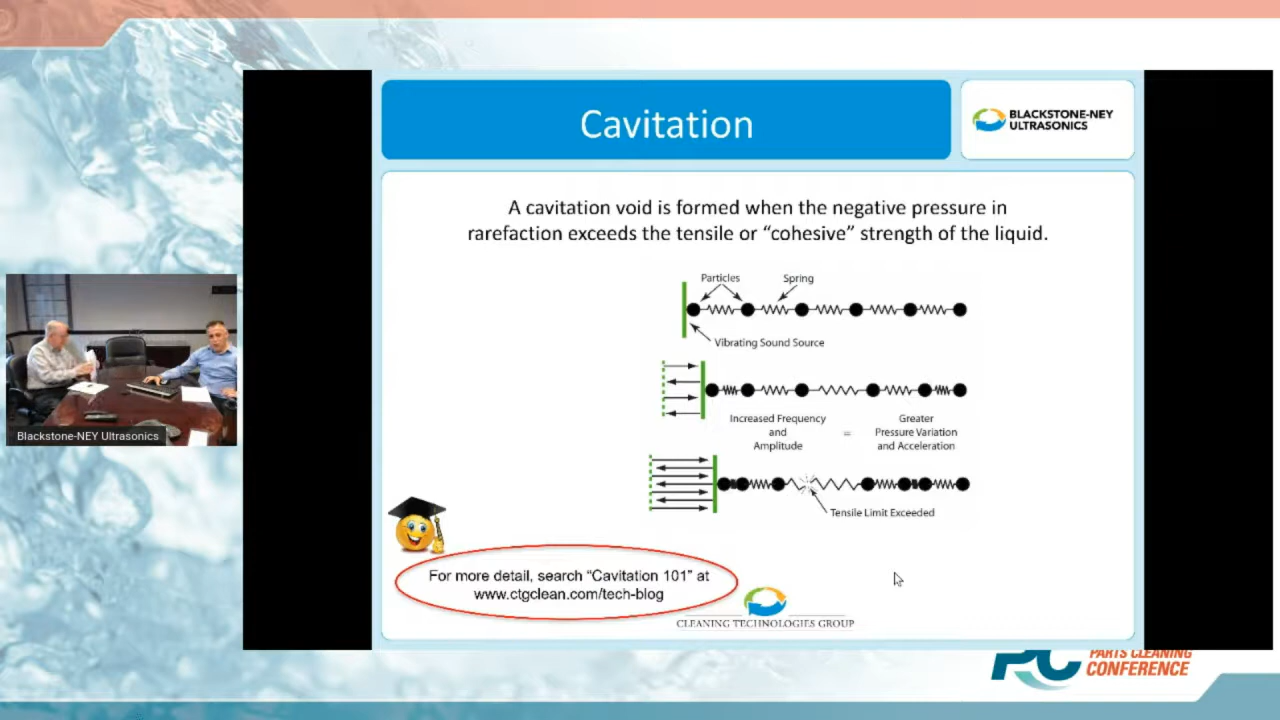 Cavitation
BLACKSTONE-NEY
ULTRASONICS
A cavitation void is formed when the negative pressure in
rarefaction exceeds the tensile or “cohesive” strength of the liquid.
Particles
Spring
Vibrating Sound Source
Increased Frequency
and
Amplitude
=
Greater
Pressure Variation
and Acceleration
Tensile Limit Exceeded
Blackstone-NEY Ultrasonics
For more detail, search “Cavitation 101” at
www.ctgclean.com/tech-blog
CLEANING TECHNOLOGIES GROUP
PC
PARTS CLEANING
CONFERENCE